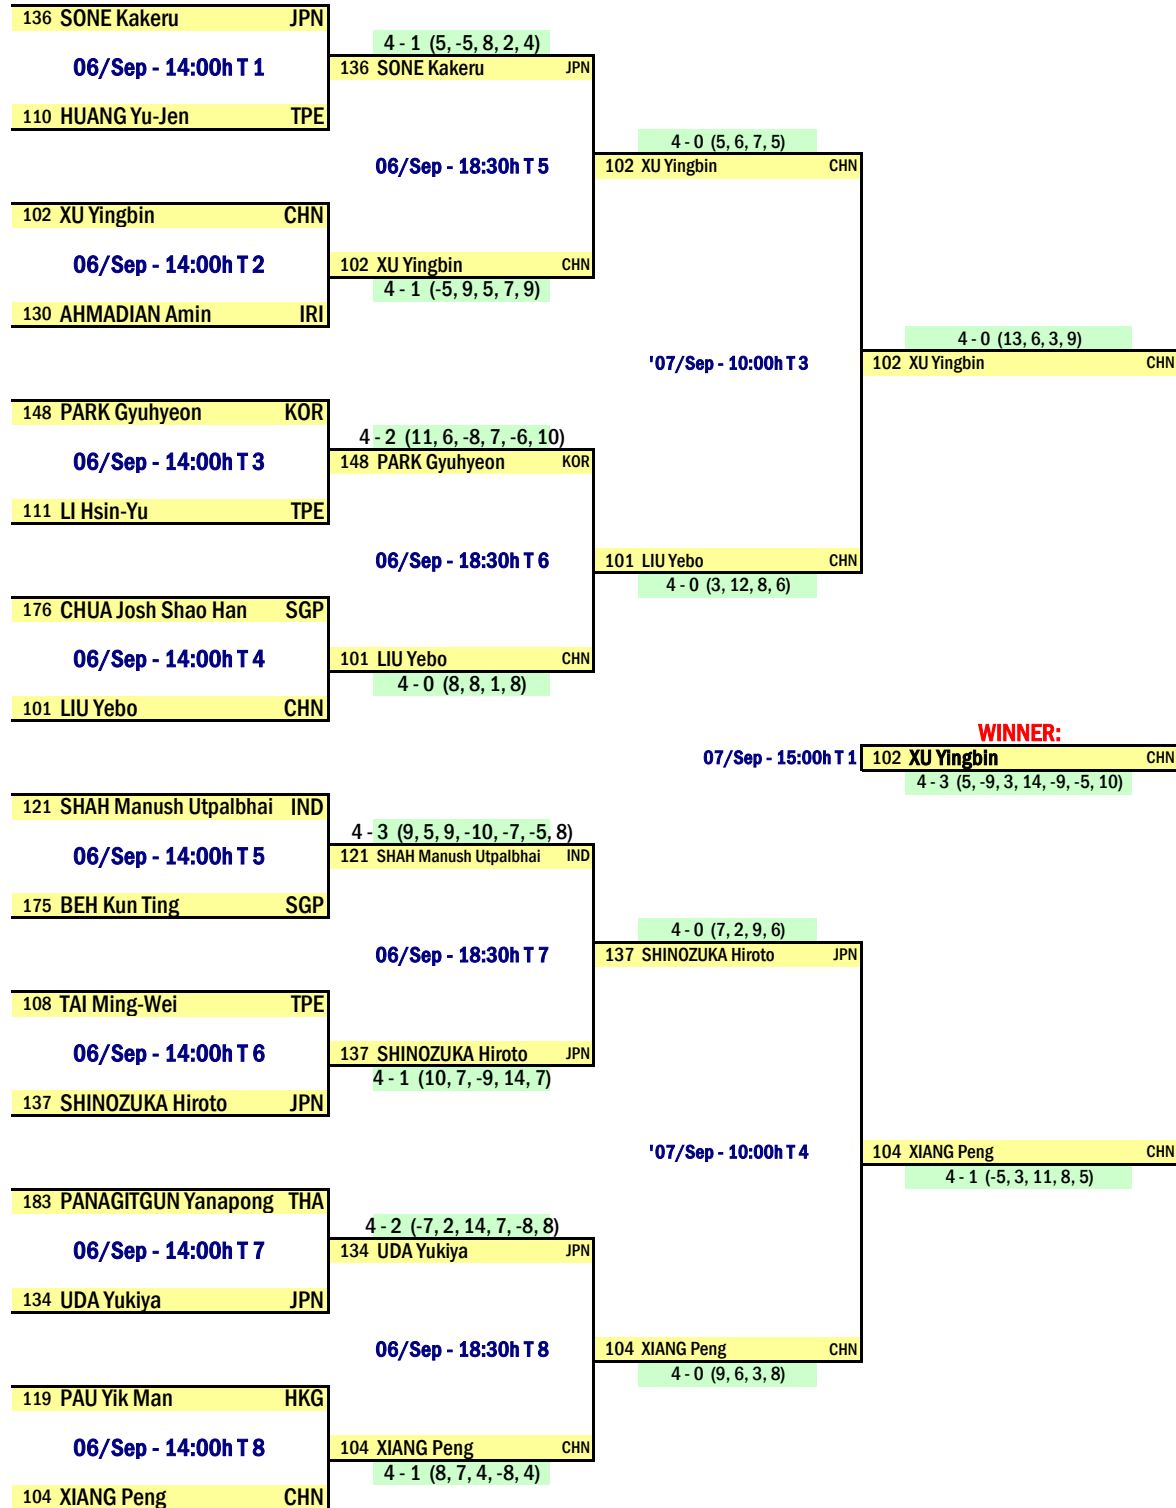 136 SONE Kakeru JPN
4 - 1 (5, -5, 8, 2, 4)
06/Sep - 14:00h T 1
136 SONE Kakeru JPN
110 HUANG Yu-Jen TPE
4 - 0 (5, 6, 7, 5)
06/Sep - 18:30h T 5
102 XU Yingbin CHN
102 XU Yingbin CHN
06/Sep - 14:00h T 2
102 XU Yingbin CHN
4 - 1 (-5, 9, 5, 7, 9)
130 AHMADIAN Amin IRI
4 - 0 (13, 6, 3, 9)
'07/Sep - 10:00h T 3
102 XU Yingbin CHN
148 PARK Gyuhyeon KOR
4 - 2 (11, 6, -8, 7, -6, 10)
06/Sep - 14:00h T 3
148 PARK Gyuhyeon KOR
111 LI Hsin-Yu TPE
06/Sep - 18:30h T 6
101 LIU Yebo CHN
4 - 0 (3, 12, 8, 6)
176 CHUA Josh Shao Han SGP
06/Sep - 14:00h T 4
101 LIU Yebo CHN
4 - 0 (8, 8, 1, 8)
101 LIU Yebo CHN
WINNER:
07/Sep - 15:00h T 1
102 XU Yingbin CHN
4 - 3 (5, -9, 3, 14, -9, -5, 10)
121 SHAH Manush Utpalbhai IND
4 - 3 (9, 5, 9, -10, -7, -5, 8)
06/Sep - 14:00h T 5
121 SHAH Manush Utpalbhai IND
175 BEH Kun Ting SGP
4 - 0 (7, 2, 9, 6)
06/Sep - 18:30h T 7
137 SHINOZUKA Hiroto JPN
108 TAI Ming-Wei TPE
06/Sep - 14:00h T 6
137 SHINOZUKA Hiroto JPN
4 - 1 (10, 7, -9, 14, 7)
137 SHINOZUKA Hiroto JPN
'07/Sep - 10:00h T 4
104 XIANG Peng CHN
4 - 1 (-5, 3, 11, 8, 5)
183 PANAGITGUN Yanapong THA
4 - 2 (-7, 2, 14, 7, -8, 8)
06/Sep - 14:00h T 7
134 UDA Yukiya JPN
134 UDA Yukiya JPN
06/Sep - 18:30h T 8
104 XIANG Peng CHN
4 - 0 (9, 6, 3, 8)
119 PAU Yik Man HKG
06/Sep - 14:00h T 8
104 XIANG Peng CHN
4 - 1 (8, 7, 4, -8, 4)
104 XIANG Peng CHN